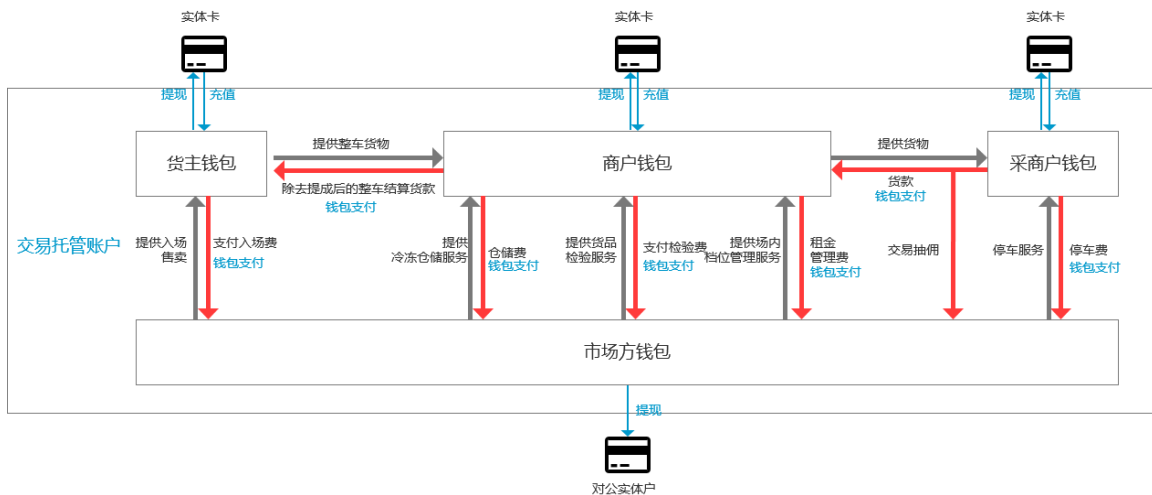 实体卡
实体卡
实体卡
提现
充值
提现
充值
提现
充值
货主钱包
提供整车货物
除去提成后的整车结算货款
钱包支付
商户钱包
提供货物
货款
钱包支付
采商户钱包
交易托管账户
提供入场
售卖
支付入场费
钱包支付
提供
冷冻仓储服务
仓储费
钱包支付
提供货品
检验服务
支付检验费
钱包支付
提供场内
档位管理服务
租金
管理费
钱包支付
交易抽佣
停车服务
停车费
钱包支付
市场方钱包
提现
对公实体户